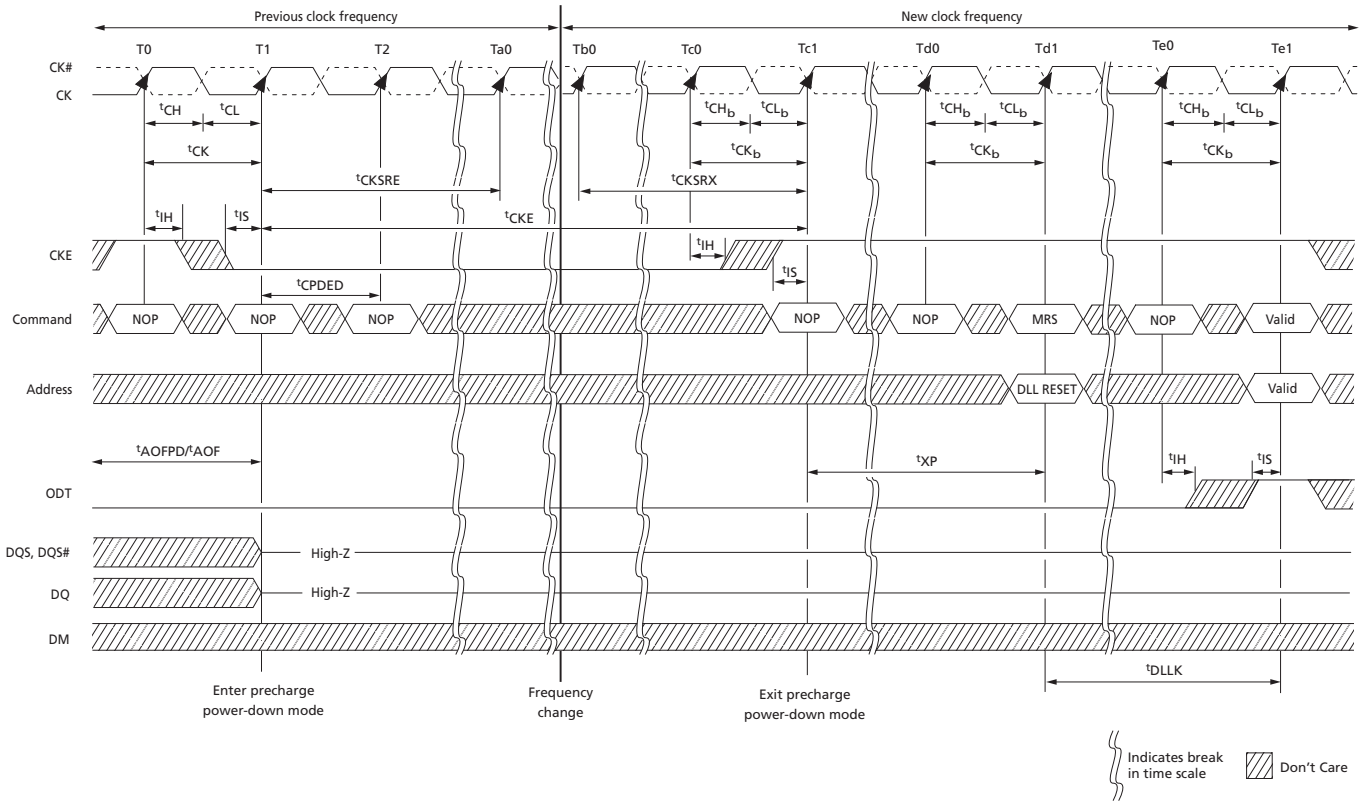 Previous clock frequency New clock frequency
T0 T1 T2 Ta0 Tb0 Tc0 Tc1 Td0 Td1 Te0 Te1
CK#
CK
tCH tCL tCHb tCLb tCHb tCLb tCHb tCLb
tCK tCKb tCKb tCKb
tCKSRE tCKSRX
tIH tIS tCKE
CKE tIH
tIS
tCPDED
Command NOP NOP NOP NOP NOP MRS NOP Valid
Address DLL RESET Valid
tAOFPD/tAOF tXP tIH tIS
ODT
DQS, DQS# High-Z
DQ High-Z
DM
tDLLK
Enter precharge
power-down mode
Frequency
change
Exit precharge
power-down mode
Indicates break
in time scale
Don't Care